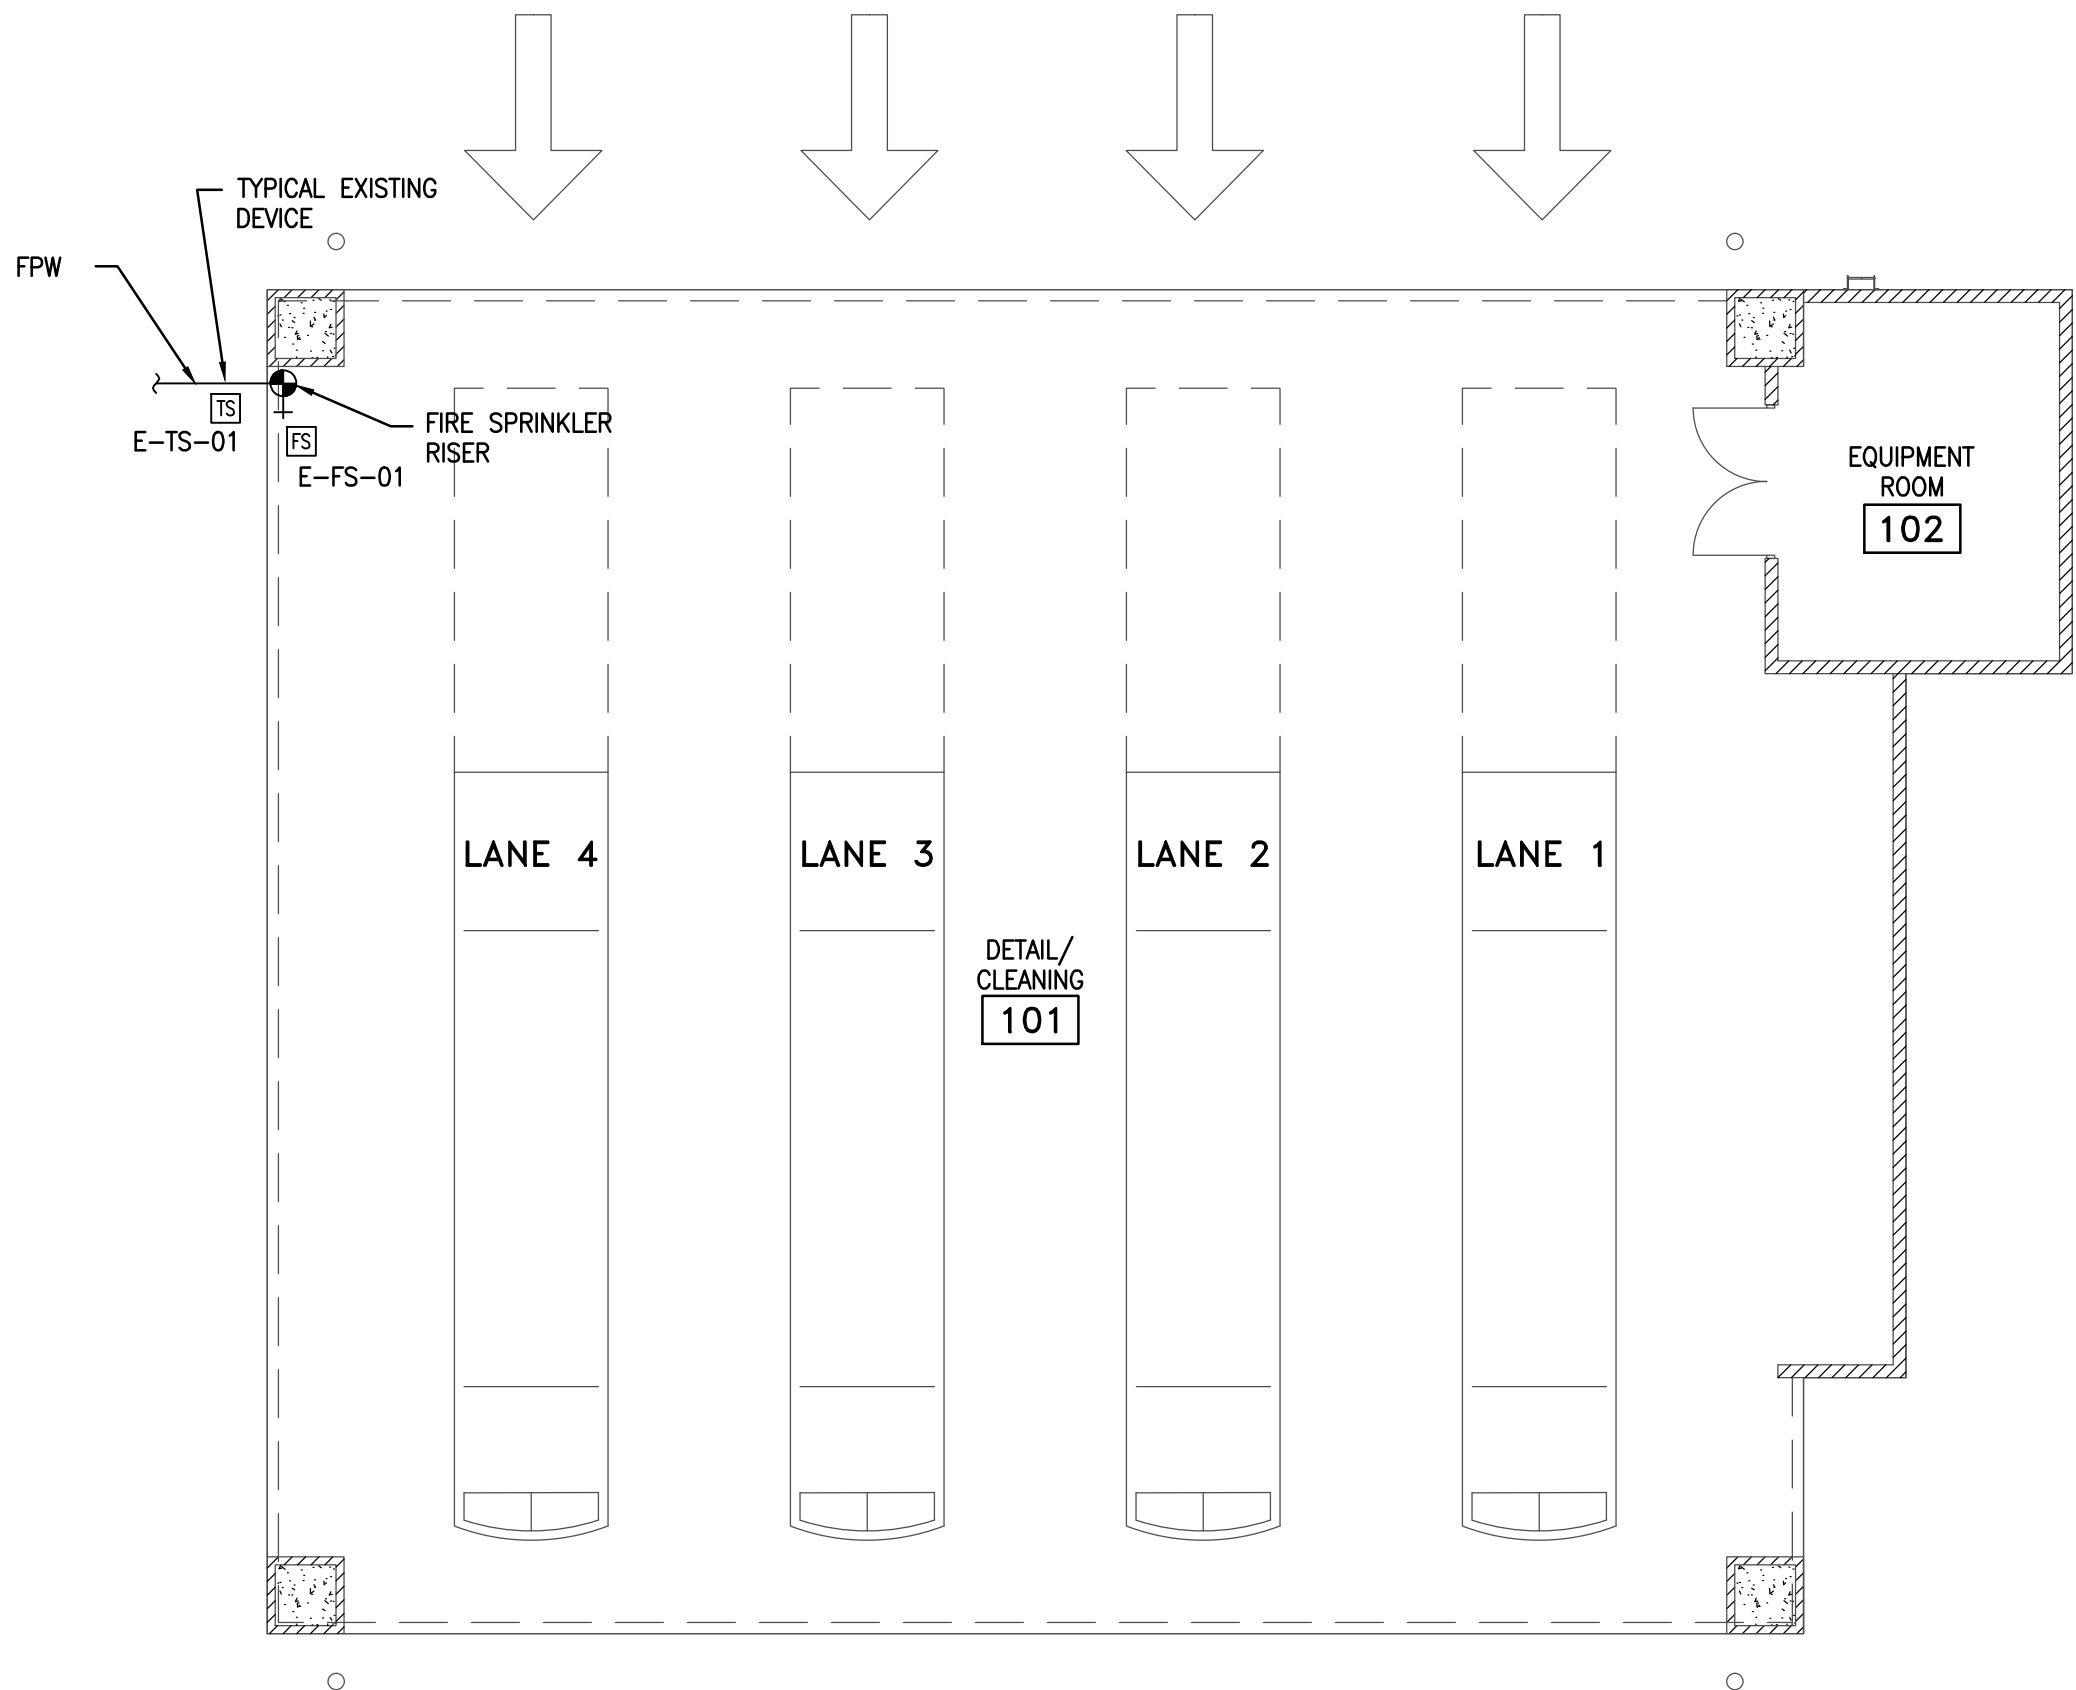 TYPICAL EXISTING
DEVICE
FPW
TS
E-TS-01
FS
E-FS-01
FIRE SPRINKLER
RISER
EQUIPMENT
ROOM
102
LANE 4
LANE 3
LANE 2
LANE 1
DETAIL/
CLEANING
101